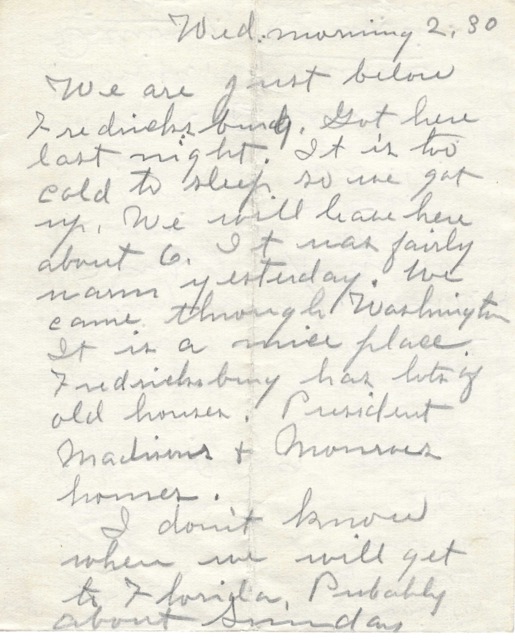 Wed. morning 2,30
We are just below
Fredricksburg. Got here
last night. It is too
cold to sleep so we got
up. We will leave here
about 6. It was fairly
warm yesterday. We
came through Washington
It is a nice place.
Fredricksburg has lots of
old houses. President
Madisons & Monroes
homes.
I don't know
when we will get
to Florida. Probably
about Sunday